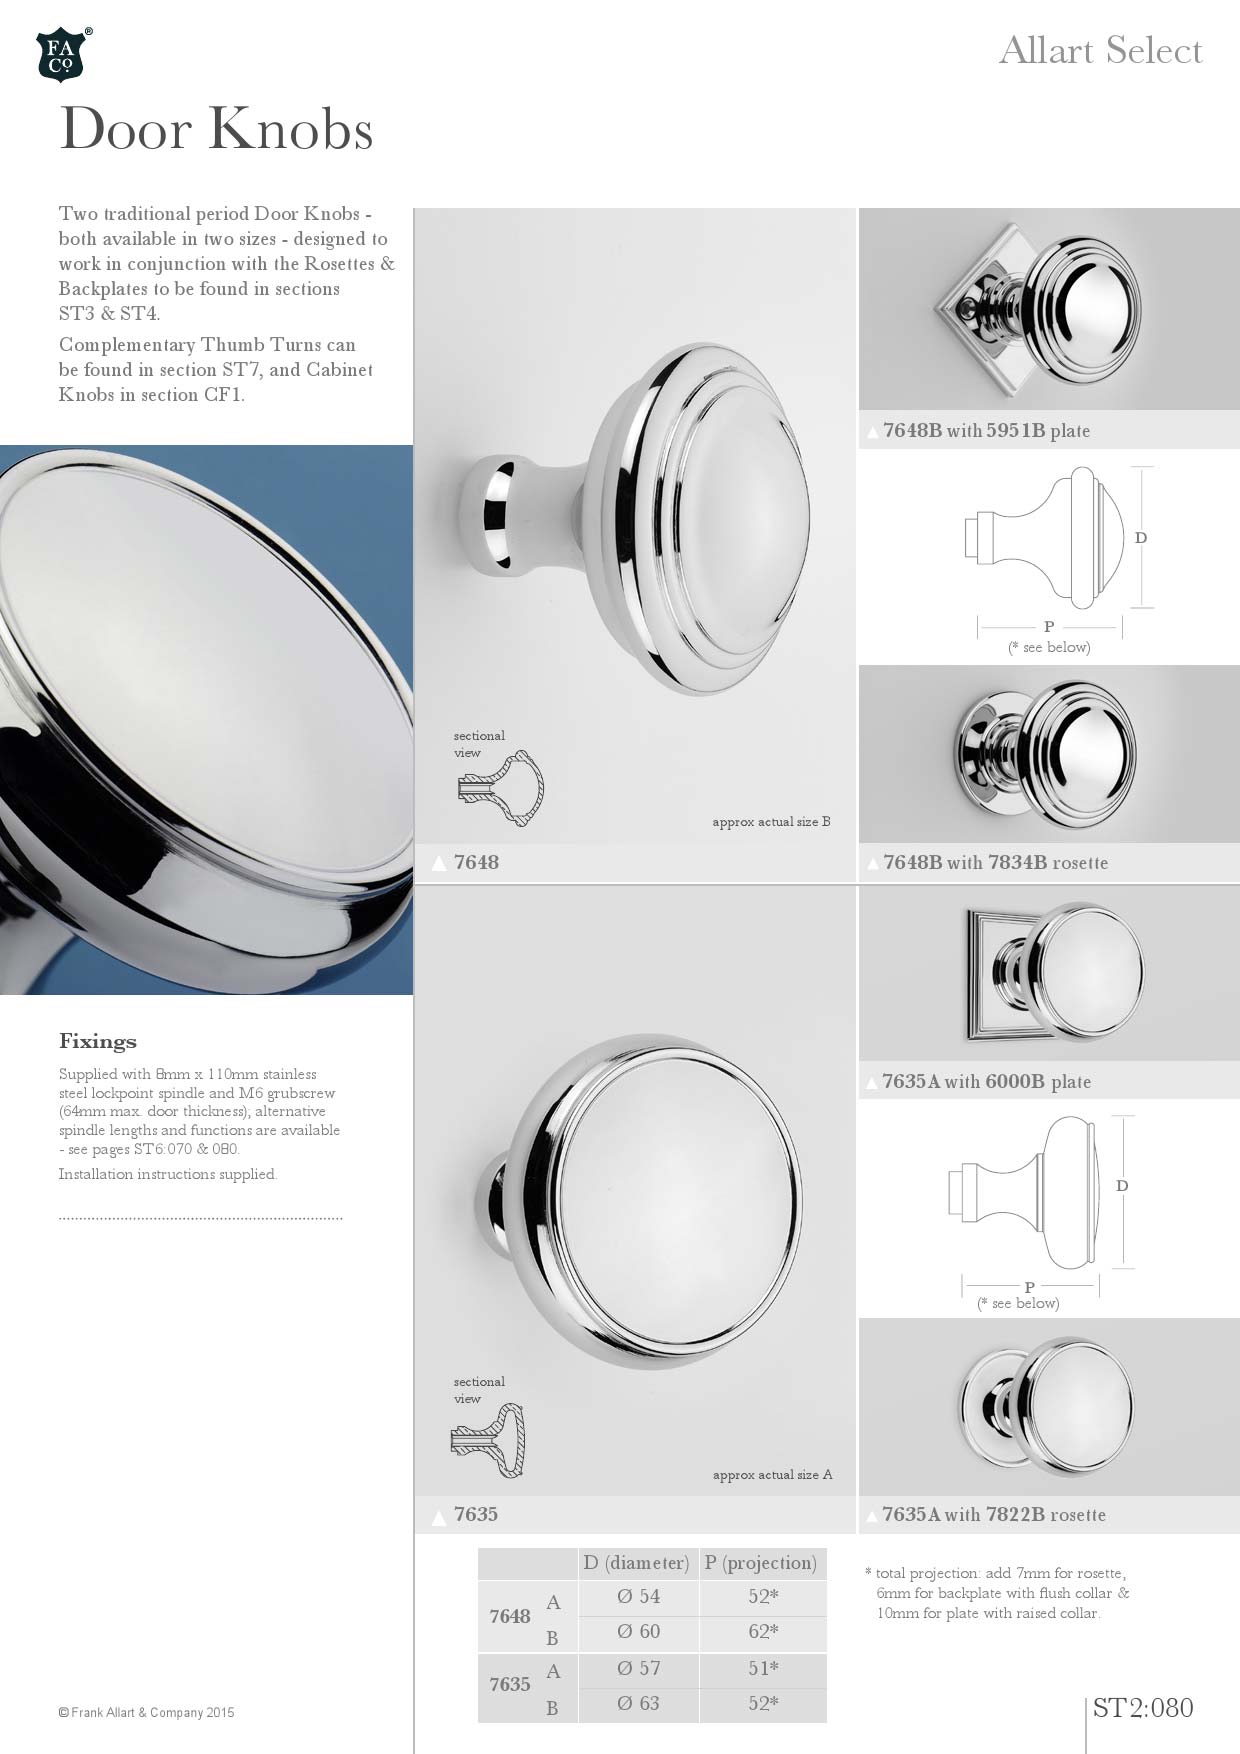 FA
Co.
®
Allart Select
Door Knobs
Two traditional period Door Knobs -
both available in two sizes - designed to
work in conjunction with the Rosettes &
Backplates to be found in sections
ST3 & ST4.
Complementary Thumb Turns can
be found in section ST7, and Cabinet
Knobs in section CF1.
Fixings
Supplied with 8mm x 110mm stainless
steel lockpoint spindle and M6 grubscrew
(64mm max. door thickness); alternative
spindle lengths and functions are available
- see pages ST6:070 & 080.
Installation instructions supplied.
sectional
view
approx actual size B
7648
7648B with 5951B plate
D
P
(* see below)
7648B with 7834B rosette
sectional
view
approx actual size A
7635
7635A with 6000B plate
D
P
(* see below)
7635A with 7822B rosette
D (diameter) P (projection)
7648 A Ø 54 52*
B Ø 60 62*
7635 A Ø 57 51*
B Ø 63 52*
* total projection: add 7mm for rosette,
6mm for backplate with flush collar &
10mm for plate with raised collar.
© Frank Allart & Company 2015
ST2:080